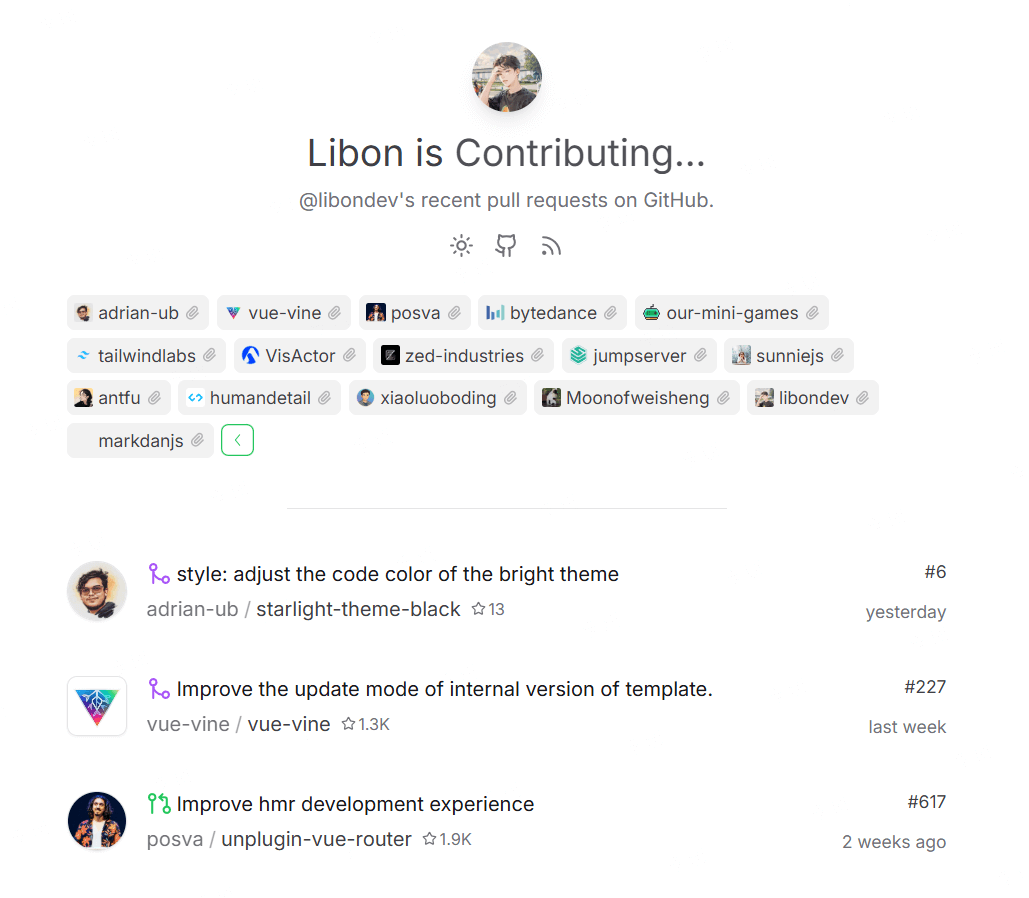 Libon is Contributing...
@libondev's recent pull requests on GitHub.
adrian-ub vue-vine posva bytedance our-mini-games
tailwindlabs VisActor zed-industries jumpserver sunniejs
antfu humandetail xiaoluoboding Moonofweisheng libondev
markdanjs
style: adjust the code color of the bright theme #6
adrian-ub / starlight-theme-black 13 yesterday
Improve the update mode of internal version of template. #227
vue-vine / vue-vine 1.3K last week
Improve hmr development experience #617
posva / unplugin-vue-router 1.9K 2 weeks ago